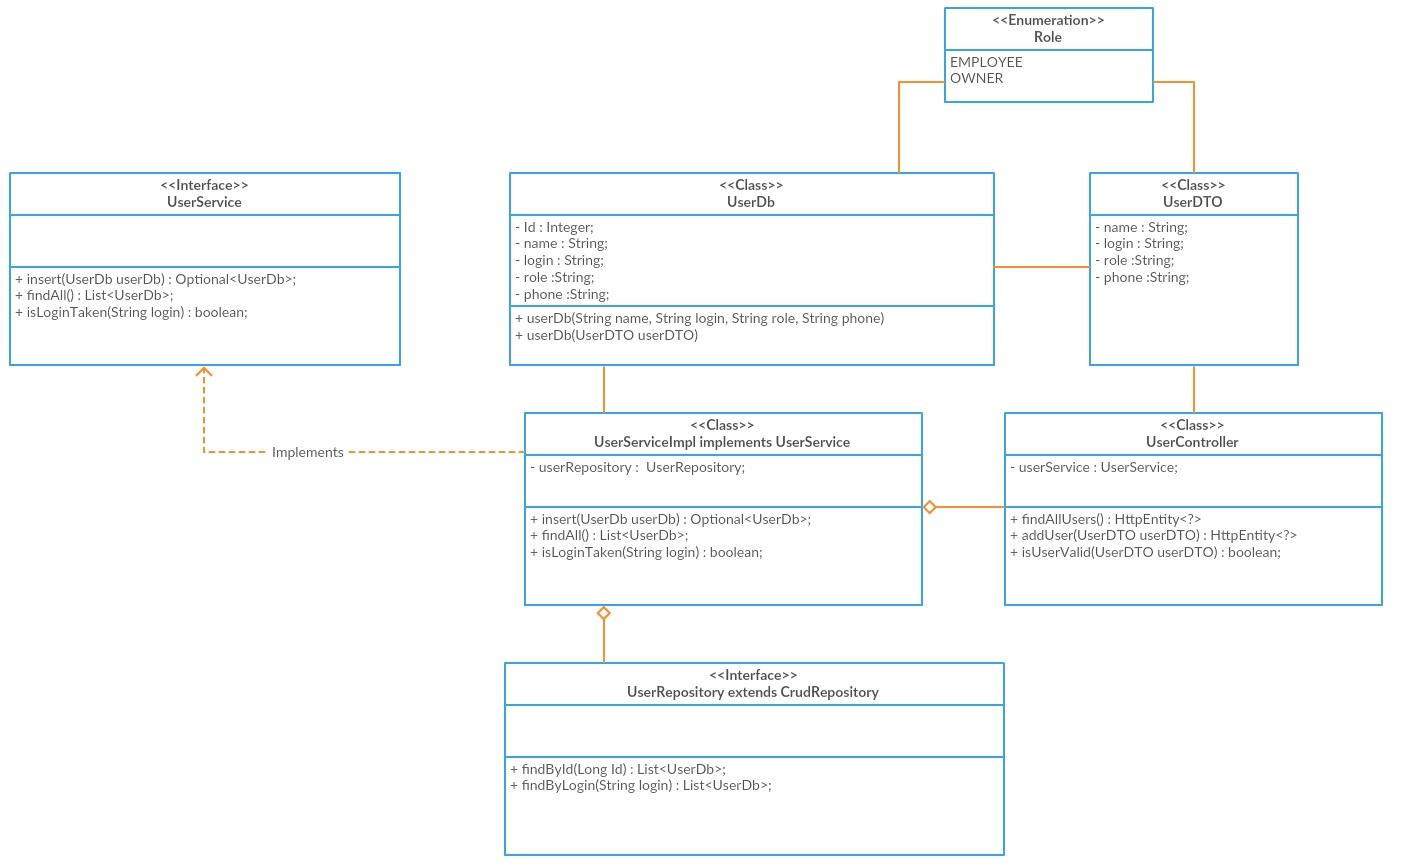 <<Enumeration>>
Role
EMPLOYEE
OWNER
<<Interface>>
UserService
+ insert(UserDb userDb) : Optional<UserDb>;
+ findAll() : List<UserDb>;
+ isLoginTaken(String login) : boolean;
<<Class>>
UserDb
- Id : Integer;
- name : String;
- login : String;
- role :String;
- phone :String;
+ userDb(String name, String login, String role, String phone)
+ userDb(UserDTO userDTO)
<<Class>>
UserDTO
- name : String;
- login : String;
- role :String;
- phone :String;
Implements
<<Class>>
UserServiceImpl implements UserService
- userRepository :  UserRepository;
+ insert(UserDb userDb) : Optional<UserDb>;
+ findAll() : List<UserDb>;
+ isLoginTaken(String login) : boolean;
<<Class>>
UserController
- userService : UserService;
+ findAllUsers() : HttpEntity<?>
+ addUser(UserDTO userDTO) : HttpEntity<?>
+ isUserValid(UserDTO userDTO) : boolean;
<<Interface>>
UserRepository extends CrudRepository
+ findById(Long Id) : List<UserDb>;
+ findByLogin(String login) : List<UserDb>;